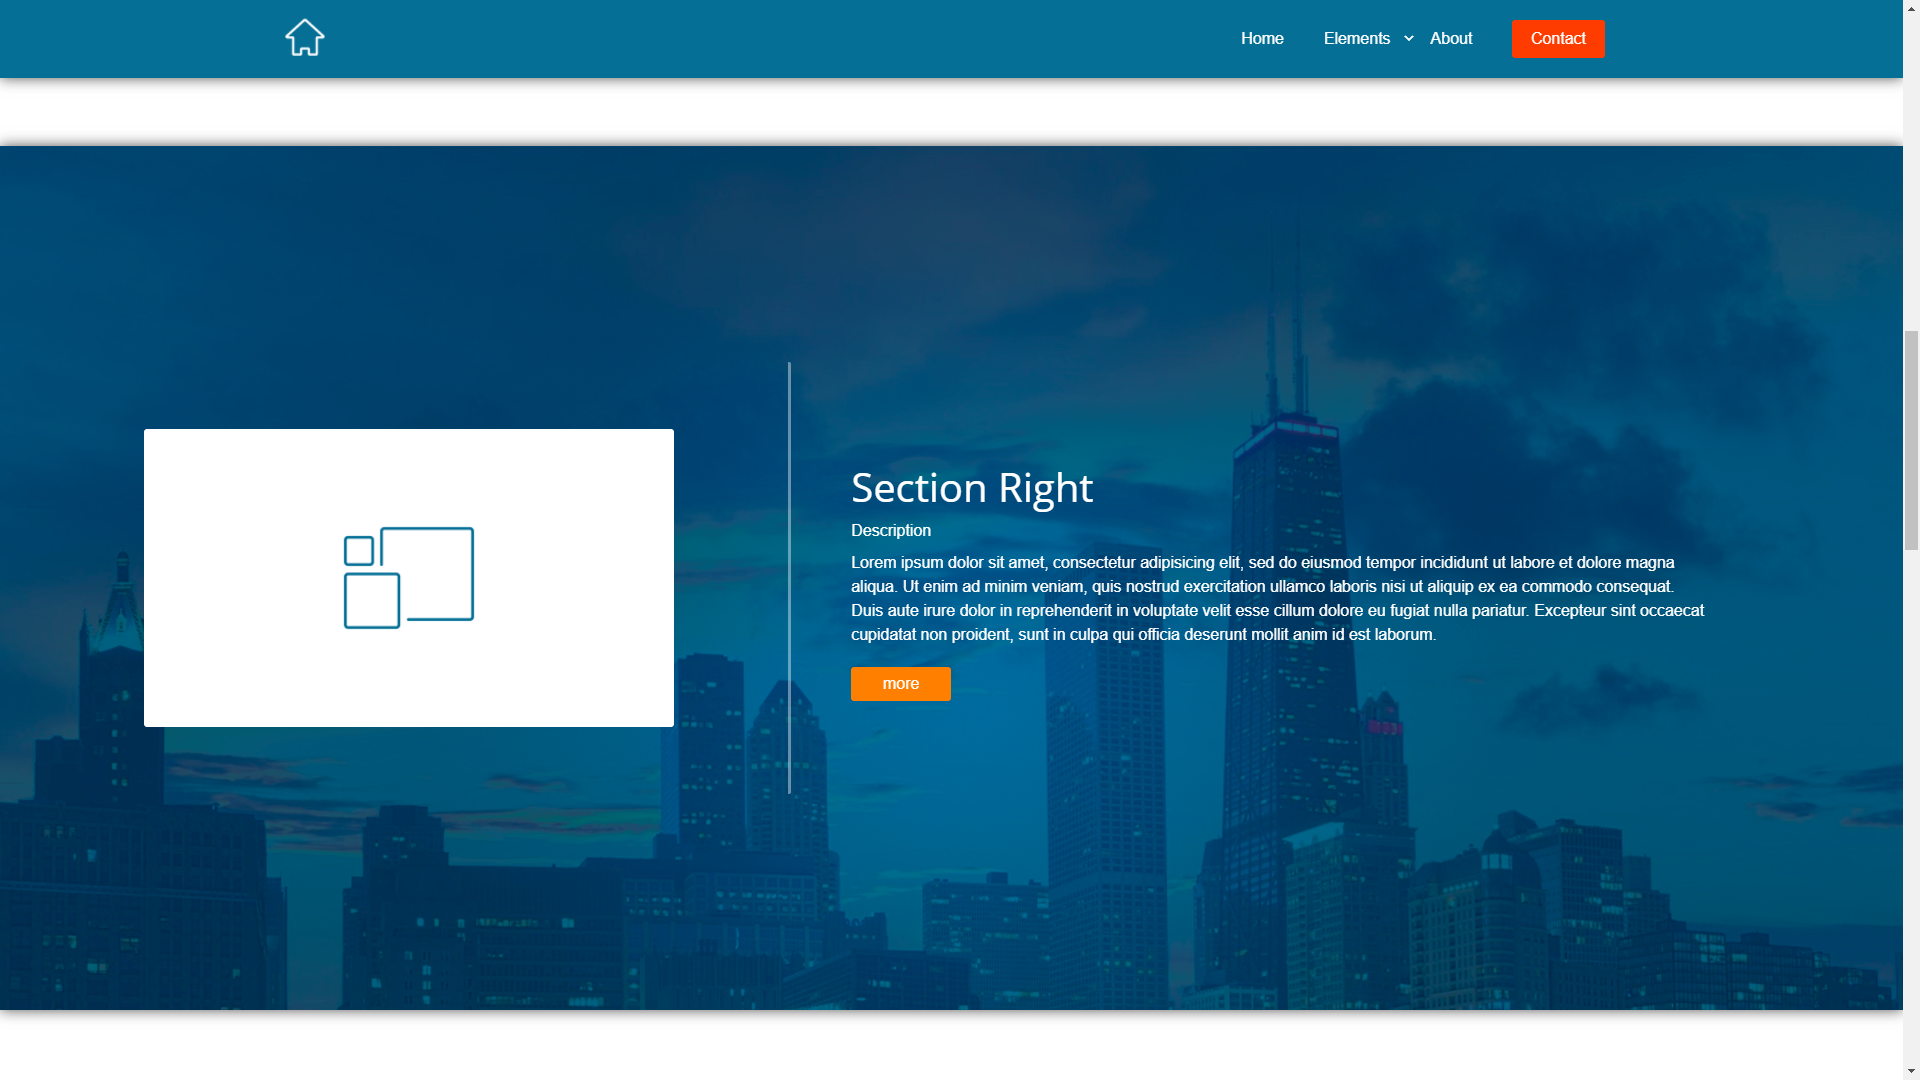 Home
Elements
About
Contact
Section Right
Description
Lorem ipsum dolor sit amet, consectetur adipisicing elit, sed do eiusmod tempor incididunt ut labore et dolore magna
aliqua. Ut enim ad minim veniam, quis nostrud exercitation ullamco laboris nisi ut aliquip ex ea commodo consequat.
Duis aute irure dolor in reprehenderit in voluptate velit esse cillum dolore eu fugiat nulla pariatur. Excepteur sint occaecat
cupidatat non proident, sunt in culpa qui officia deserunt mollit anim id est laborum.
more